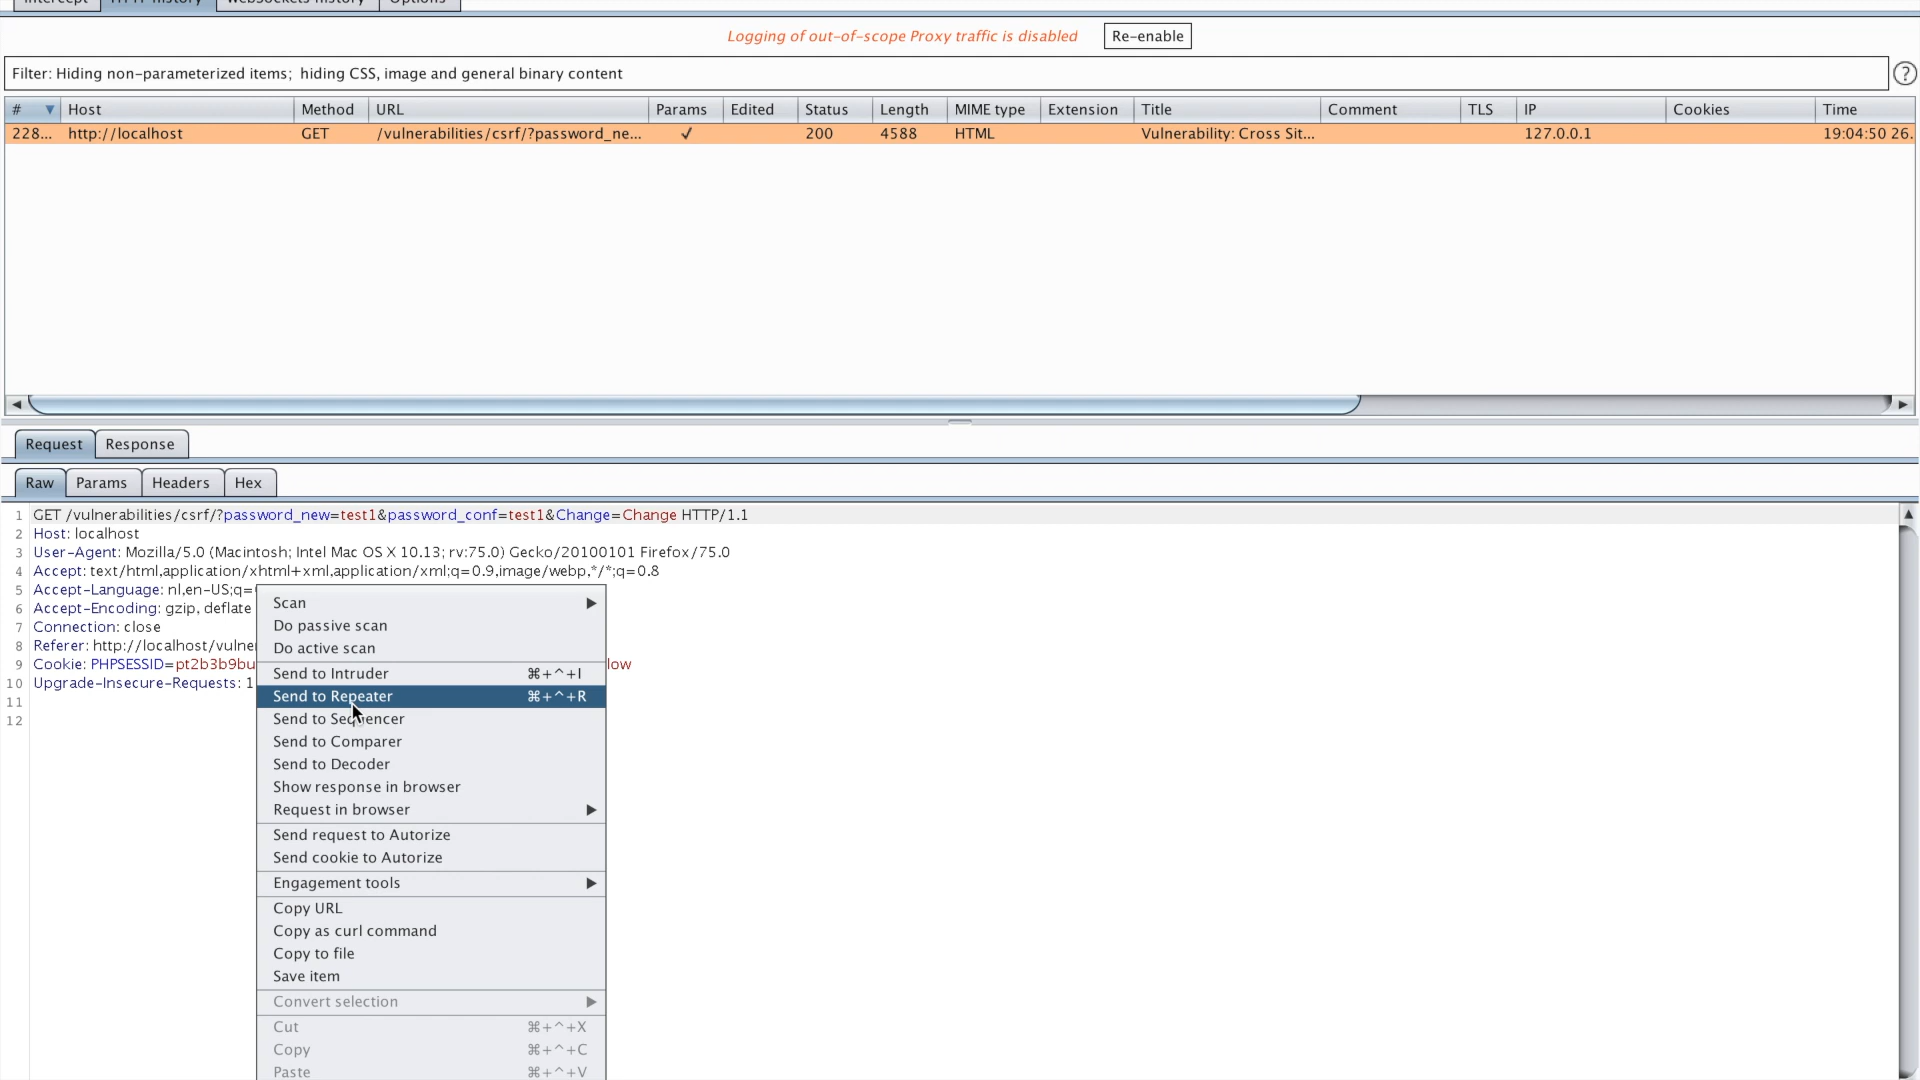 Intercept HTTP history WebSockets history Options
Logging of out-of-scope Proxy traffic is disabled Re-enable
Filter: Hiding non-parameterized items; hiding CSS, image and general binary content ?
# Host Method URL Params Edited Status Length MIME type Extension Title Comment TLS IP Cookies Time
228... http://localhost GET /vulnerabilities/csrf/?password_ne... ✓ 200 4588 HTML Vulnerability: Cross Sit... 127.0.0.1 19:04:50 26.
Request Response
Raw Params Headers Hex
1 GET /vulnerabilities/csrf/?password_new=test1&password_conf=test1&Change=Change HTTP/1.1
2 Host: localhost
3 User-Agent: Mozilla/5.0 (Macintosh; Intel Mac OS X 10.13; rv:75.0) Gecko/20100101 Firefox/75.0
4 Accept: text/html,application/xhtml+xml,application/xml;q=0.9,image/webp,*/*;q=0.8
5 Accept-Language: nl,en-US;q=
6 Accept-Encoding: gzip, deflate
7 Connection: close
8 Referer: http://localhost/vulne
9 Cookie: PHPSESSID=pt2b3b9bu low
10 Upgrade-Insecure-Requests: 1
11
12
Scan
Do passive scan
Do active scan
Send to Intruder ⌘+^+I
Send to Repeater ⌘+^+R
Send to Sequencer
Send to Comparer
Send to Decoder
Show response in browser
Request in browser
Send request to Autorize
Send cookie to Autorize
Engagement tools
Copy URL
Copy as curl command
Copy to file
Save item
Convert selection
Cut ⌘+^+X
Copy ⌘+^+C
Paste ⌘+^+V